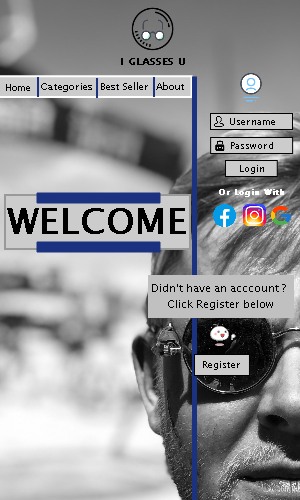 I GLASSES U
Home Categories Best Seller About
Username
Password
Login
Or Login With
WELCOME
Didn't have an acccount?
Click Register below
Register